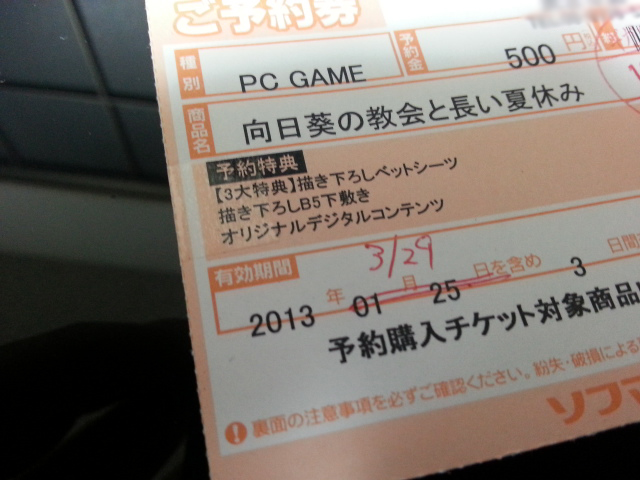 ご予約券
種別 PC GAME 予約金 500 円
商品名 向日葵の教会と長い夏休み
予約特典
【3大特典】描き下ろしベットシーツ
描き下ろしB5下敷き
オリジナルデジタルコンテンツ
3/29
有効期間 2013 年 01 月 25 日を含め 3 日間
予約購入チケット対象商品
裏面の注意事項を必ずご確認ください。紛失・破損による
ソフマ